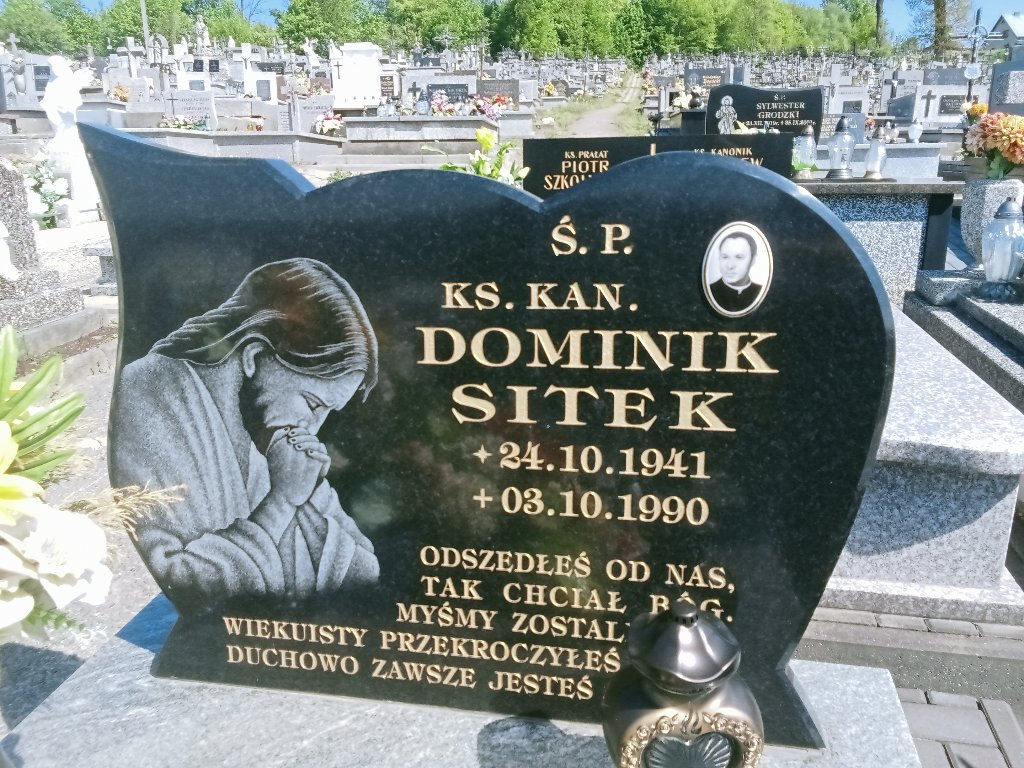 Ś.P.
SYLWESTER
GRODZKI
KS. PRAŁAT
PIOTR
KS. KANONIK
Ś. P.
KS. KAN.
DOMINIK
SITEK
24.10.1941
+ 03.10.1990
ODSZEDŁEŚ OD NAS,
TAK CHCIAŁ BÓG.
MYŚMY
WIEKUISTY PRZEKROCZYŁEŚ
DUCHOWO ZAWSZE JESTEŚ